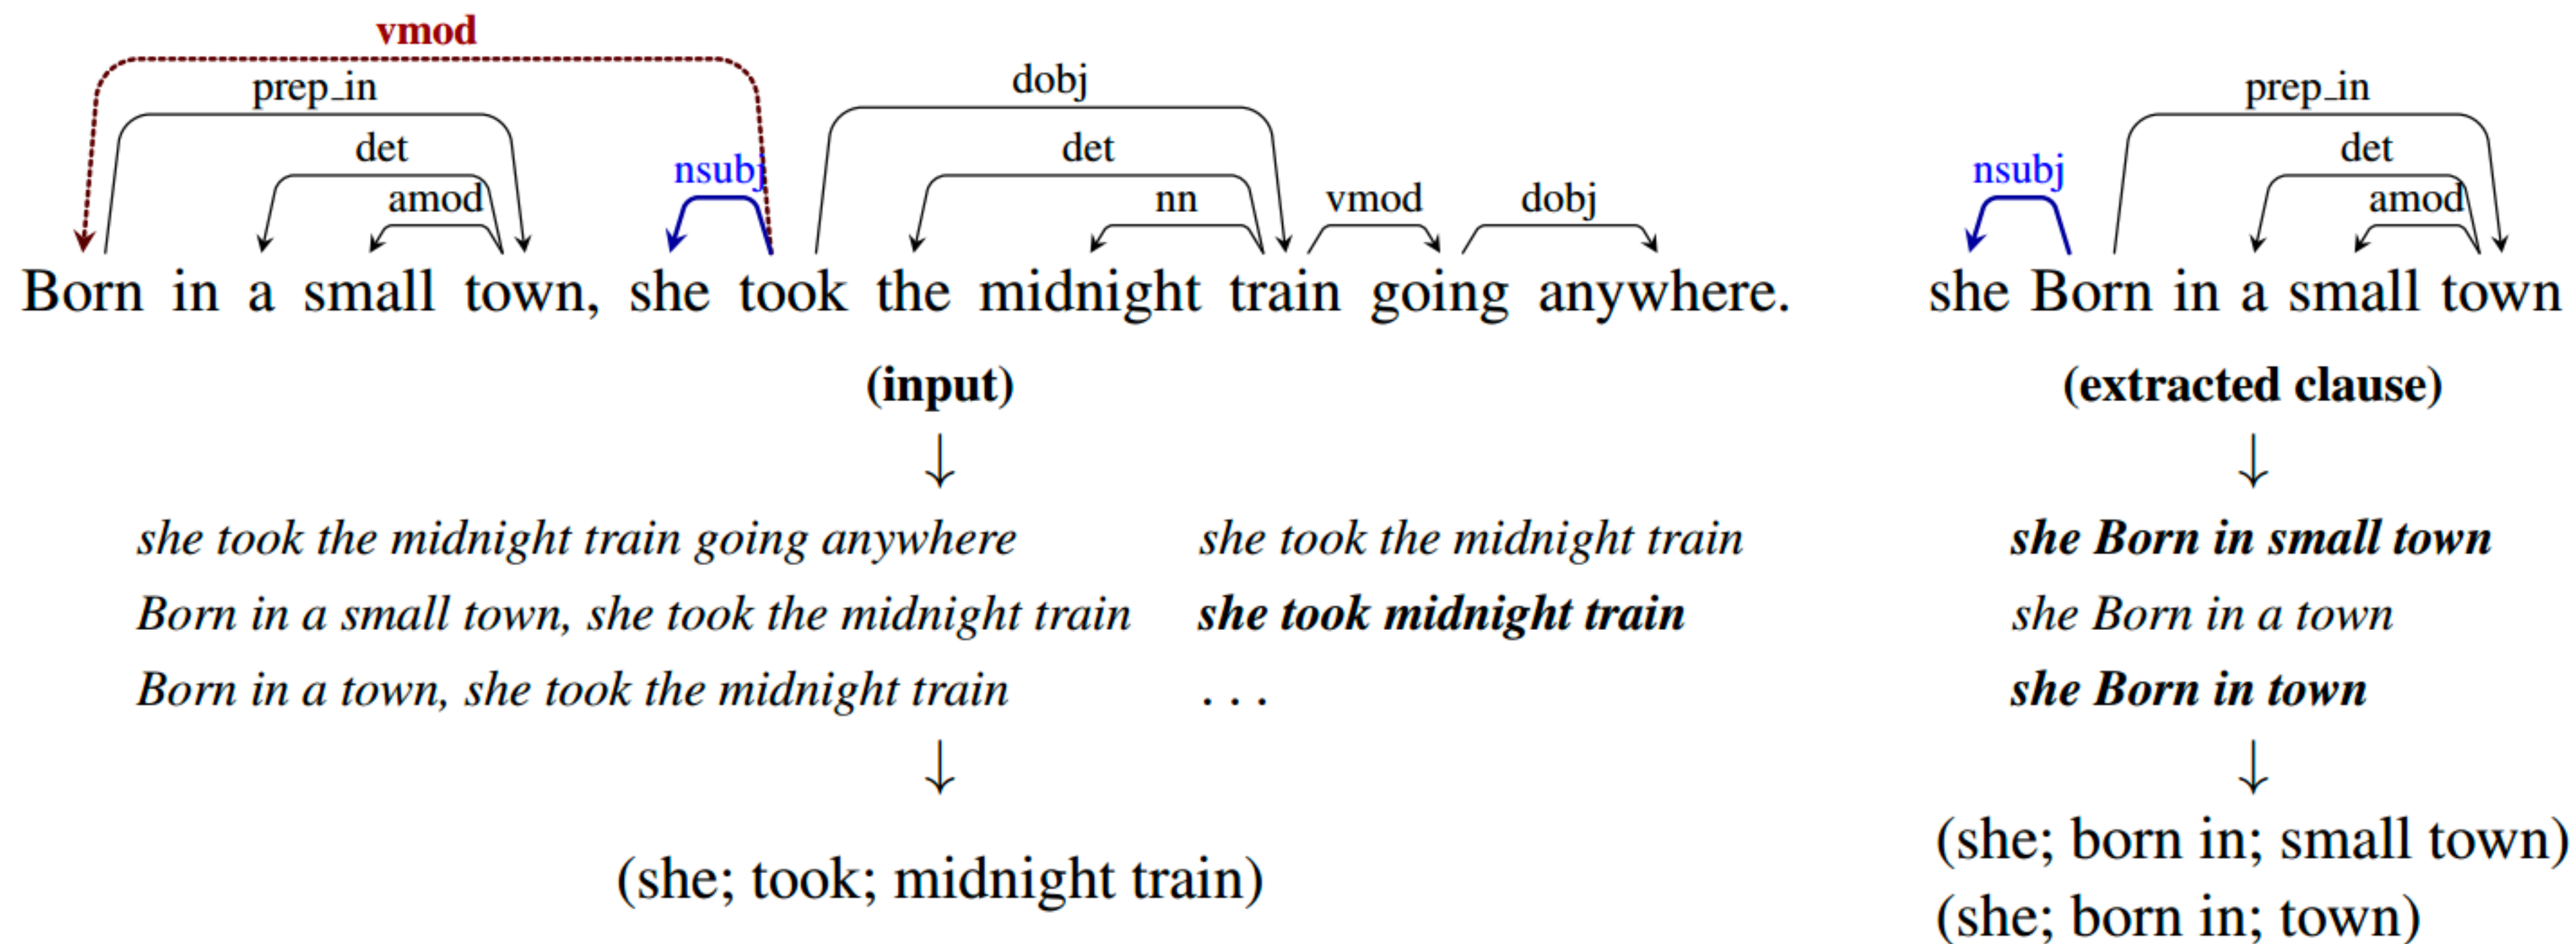 vmod
prep_in
det
amod
nsubj
dobj
det
nn
vmod
dobj
Born in a small town, she took the midnight train going anywhere.
(input)
↓
she took the midnight train going anywhere
Born in a small town, she took the midnight train
Born in a town, she took the midnight train
she took the midnight train
she took midnight train
. . .
↓
(she; took; midnight train)
prep_in
det
amod
nsubj
she Born in a small town
(extracted clause)
↓
she Born in small town
she Born in a town
she Born in town
↓
(she; born in; small town)
(she; born in; town)